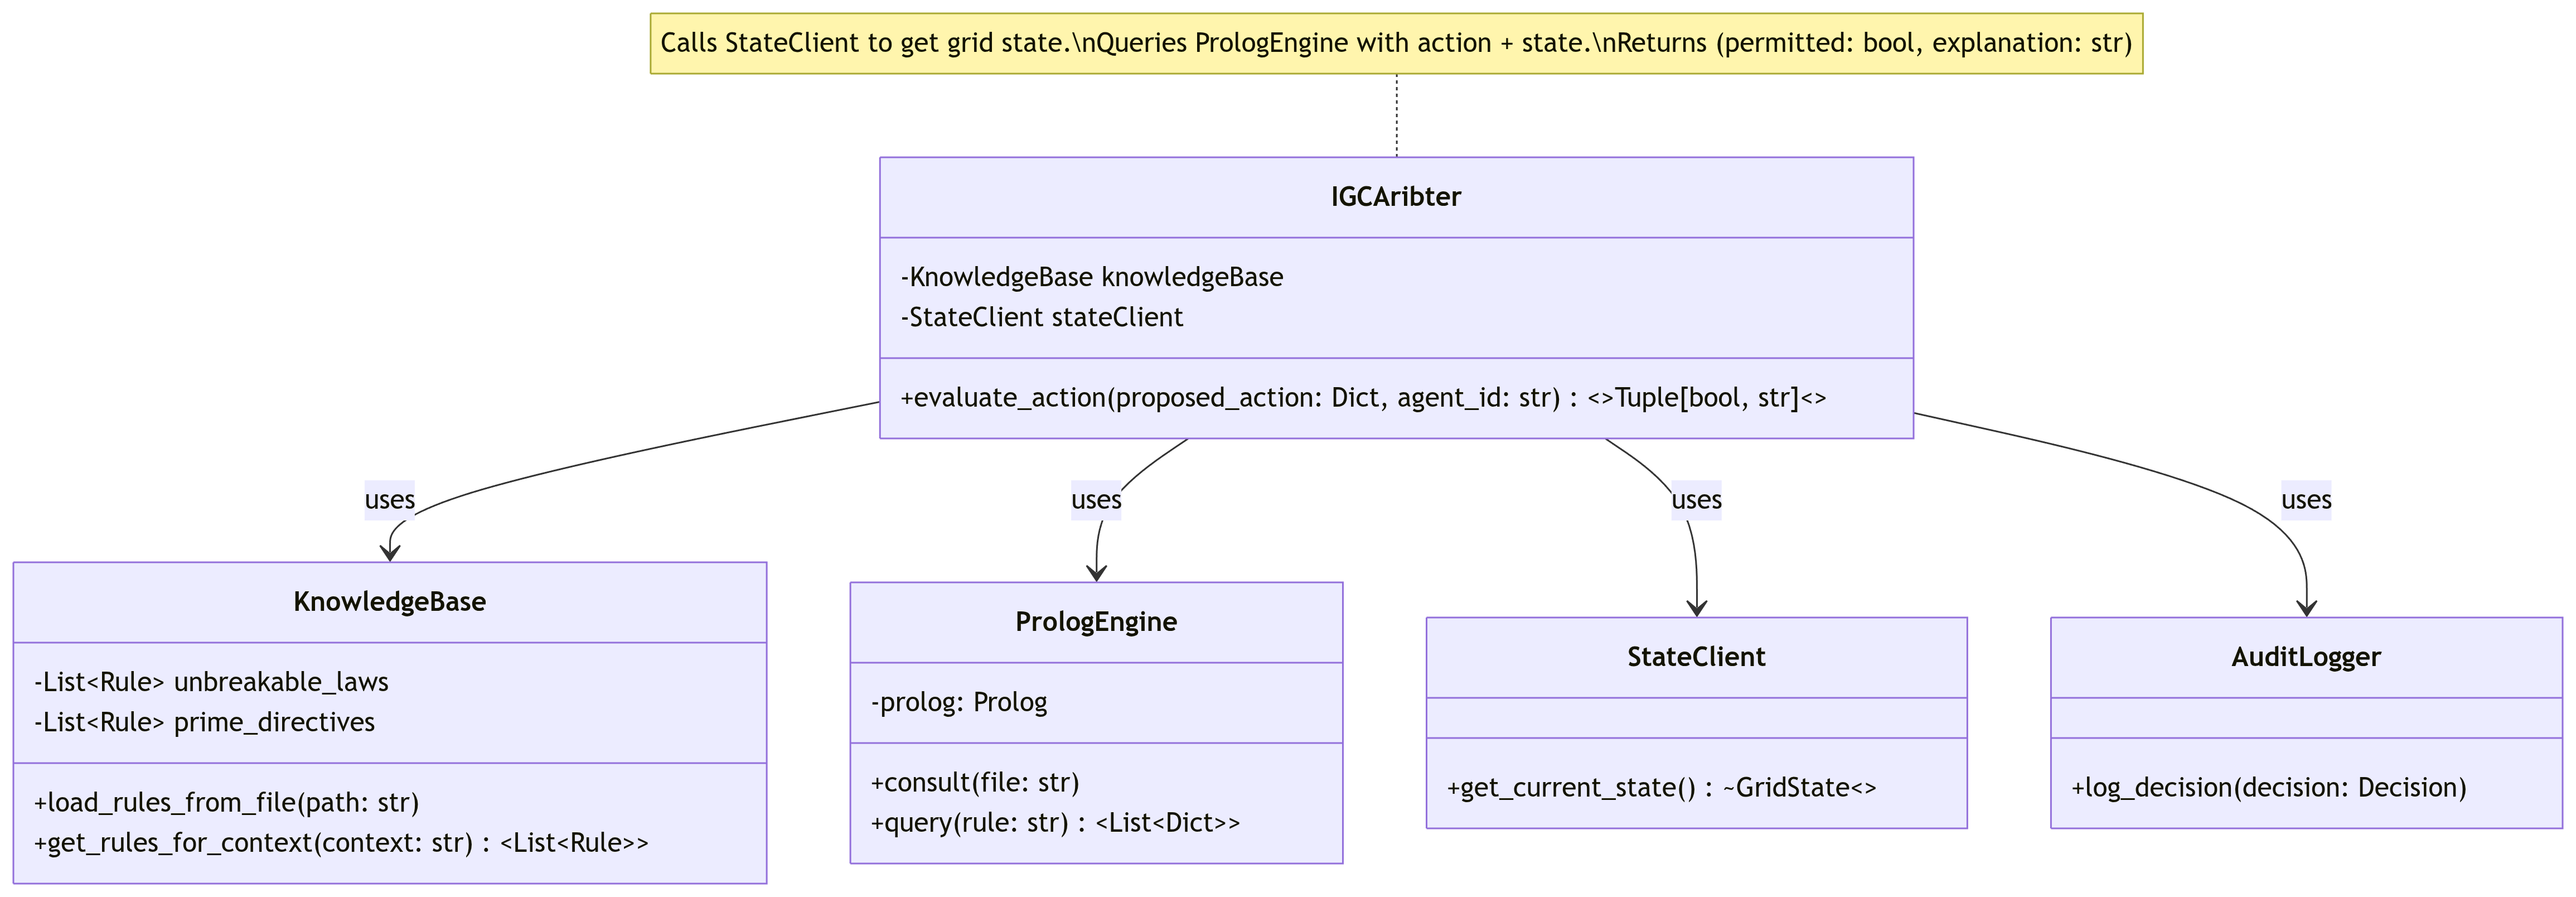 Calls StateClient to get grid state.\nQueries PrologEngine with action + state.\nReturns (permitted: bool, explanation: str)
IGCAribter
-KnowledgeBase knowledgeBase
-StateClient stateClient
+evaluate_action(proposed_action: Dict, agent_id: str) : <>Tuple[bool, str]<>
uses
uses
uses
uses
KnowledgeBase
-List<Rule> unbreakable_laws
-List<Rule> prime_directives
+load_rules_from_file(path: str)
+get_rules_for_context(context: str) : <List<Rule>>
PrologEngine
-prolog: Prolog
+consult(file: str)
+query(rule: str) : <List<Dict>>
StateClient
+get_current_state() : ~GridState<>
AuditLogger
+log_decision(decision: Decision)